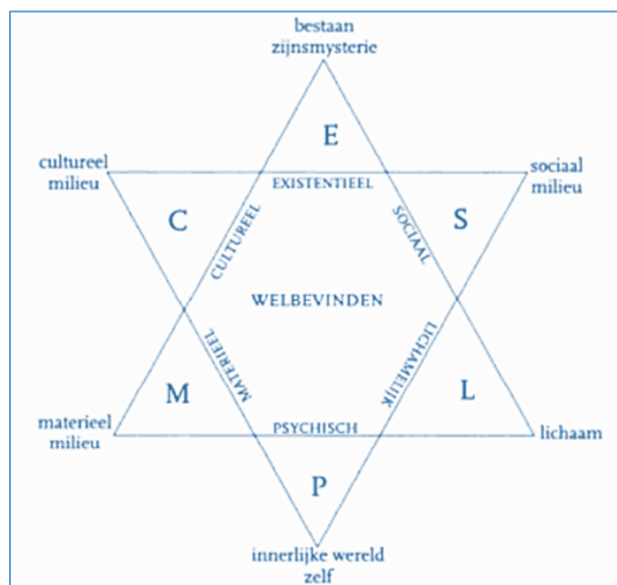 bestaan
zijnsmysterie
E
cultureel
milieu
sociaal
milieu
EXISTENTIEEL
C
S
CULTUREEL
SOCIAAL
WELBEVINDEN
MATERIEEL
LICHAMELIJK
M
L
materieel
milieu
PSYCHISCH
lichaam
P
innerlijke wereld
zelf